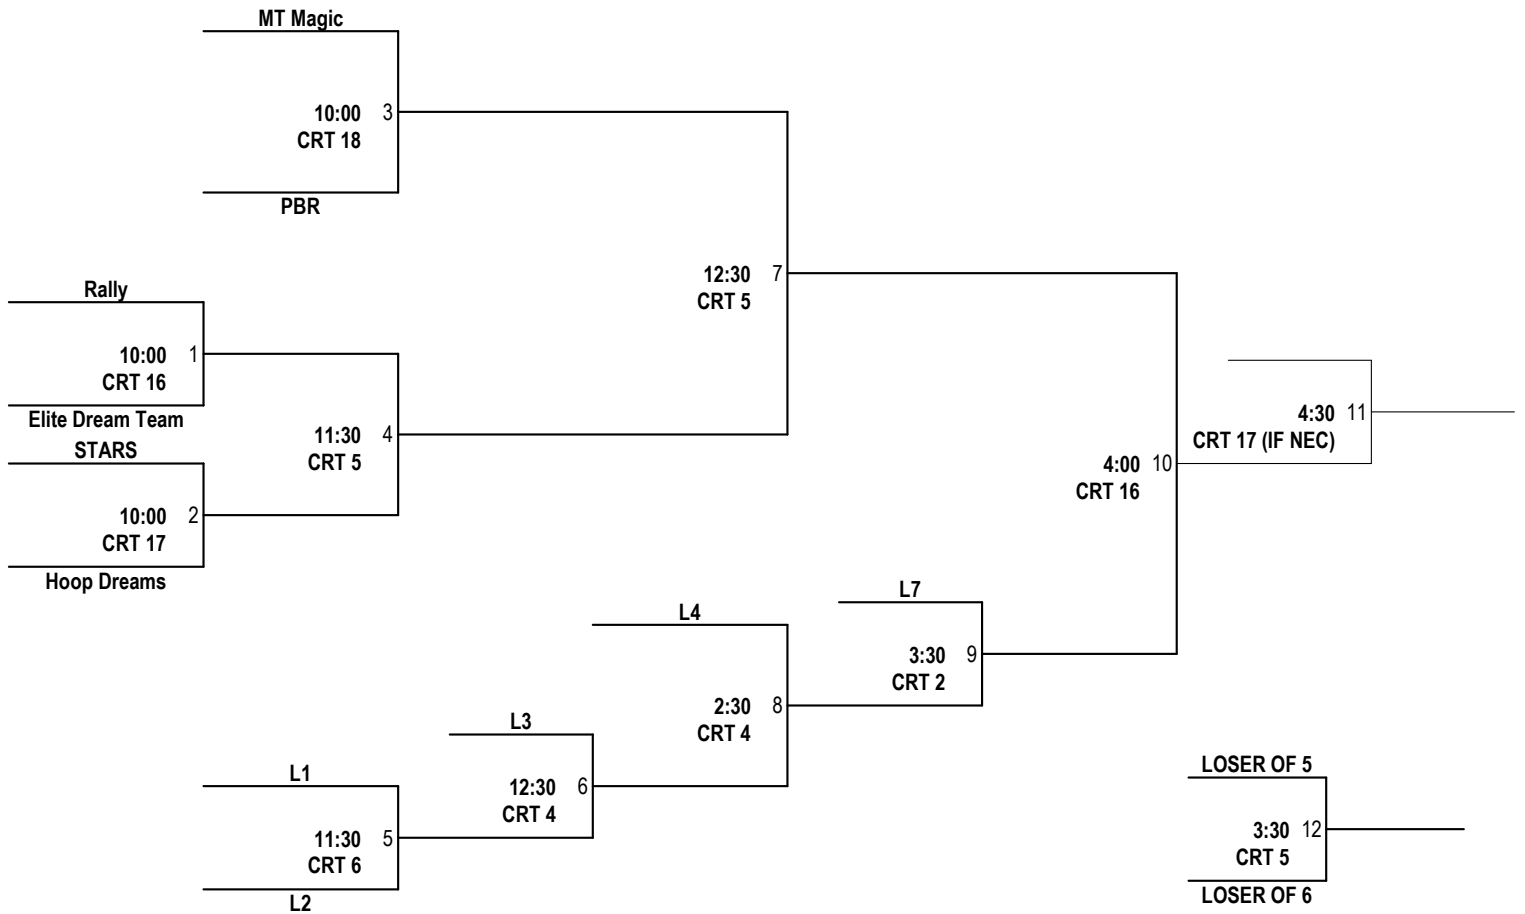 MT Magic
10:00 3
CRT 18
PBR
12:30 7
CRT 5
Rally
10:00 1
CRT 16
Elite Dream Team
STARS
11:30 4
CRT 5
10:00 2
CRT 17
Hoop Dreams
4:30 11
CRT 17 (IF NEC)
4:00 10
CRT 16
L7
3:30 9
CRT 2
L4
2:30 8
CRT 4
L3
12:30 6
CRT 4
L1
11:30 5
CRT 6
L2
LOSER OF 5
3:30 12
CRT 5
LOSER OF 6